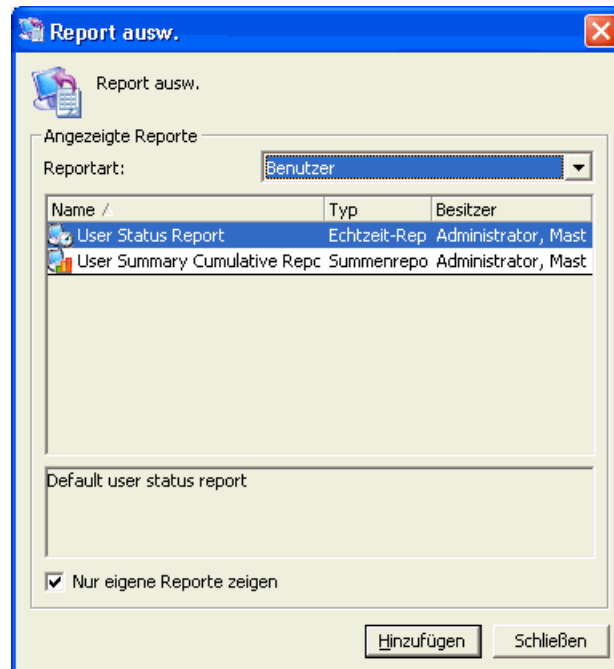 Report ausw.
Report ausw.
Angezeigte Reporte
Reportart: Benutzer
Name Typ Besitzer
User Status Report Echtzeit-Rep Administrator, Mast
User Summary Cumulative Repo Summenrepo Administrator, Mast
Default user status report
Nur eigene Reporte zeigen
Hinzufügen Schließen